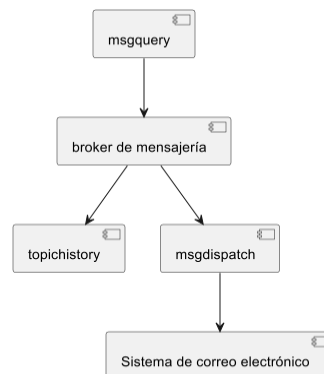 msgquery
broker de mensajería
topichistory
msgdispatch
Sistema de correo electrónico